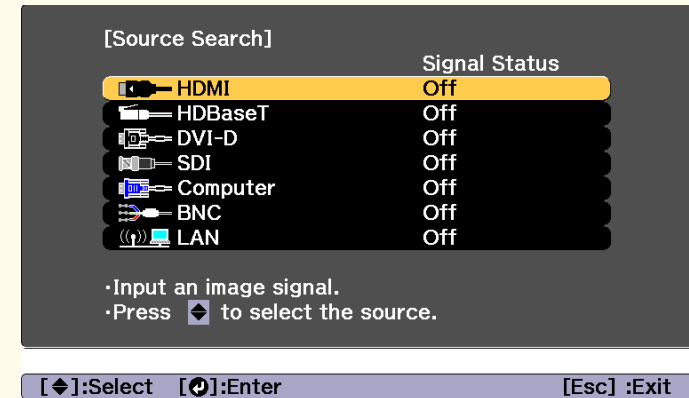 [Source Search]
Signal Status
HDMI Off
HDBaseT Off
DVI-D Off
SDI Off
Computer Off
BNC Off
LAN Off
·Input an image signal.
·Press to select the source.
[]:Select []:Enter [Esc] :Exit